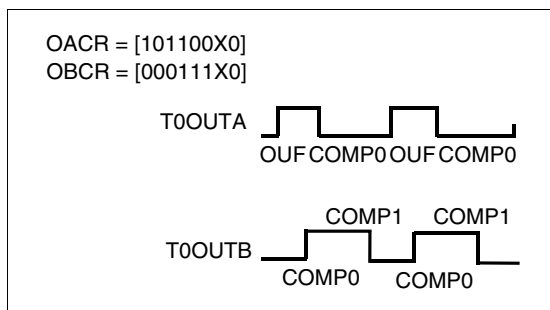 OACR = [101100X0]
OBCR = [000111X0]
T0OUTA
OUF COMP0 OUF COMP0
COMP1 COMP1
T0OUTB
COMP0 COMP0